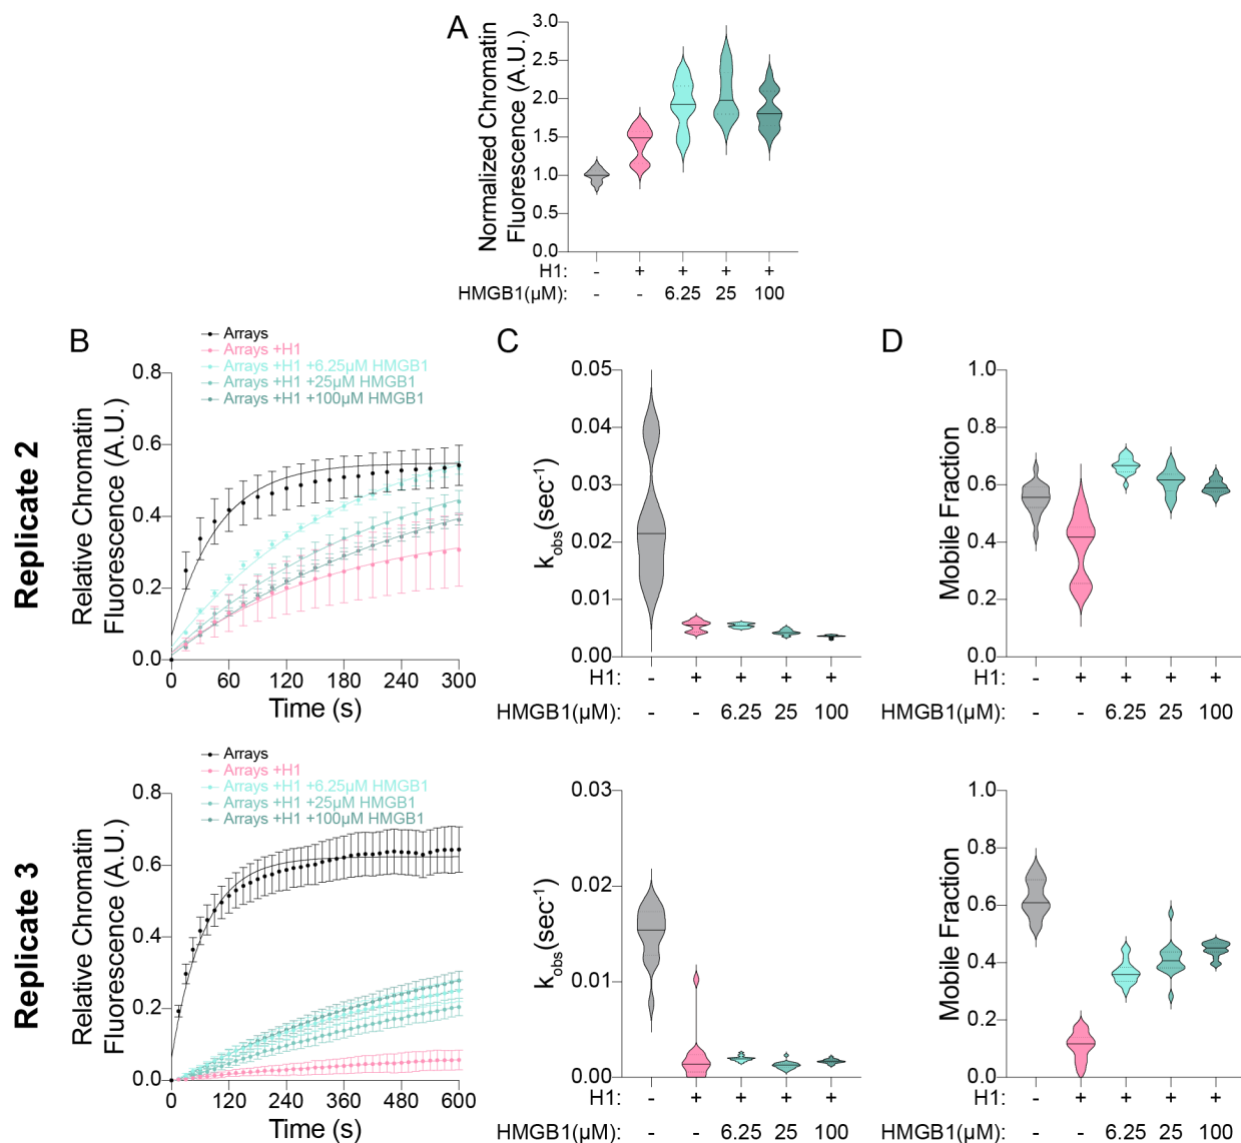 A
Normalized Chromatin
Fluorescence (A.U.)
3.0
2.5
2.0
1.5
1.0
0.5
0.0
H1: - + + + +
HMGB1(µM): - - 6.25 25 100
Replicate 2
B
Arrays
Arrays +H1
Arrays +H1 +6.25µM HMGB1
Arrays +H1 +25µM HMGB1
Arrays +H1 +100µM HMGB1
Relative Chromatin
Fluorescence (A.U.)
0.8
0.6
0.4
0.2
0.0
0 60 120 180 240 300
Time (s)
C
kobs(sec⁻¹)
0.05
0.04
0.03
0.02
0.01
0.00
H1: - + + + +
HMGB1(µM): - - 6.25 25 100
D
Mobile Fraction
1.0
0.8
0.6
0.4
0.2
0.0
H1: - + + + +
HMGB1(µM): - - 6.25 25 100
Replicate 3
Arrays
Arrays +H1
Arrays +H1 +6.25µM HMGB1
Arrays +H1 +25µM HMGB1
Arrays +H1 +100µM HMGB1
Relative Chromatin
Fluorescence (A.U.)
0.8
0.6
0.4
0.2
0.0
0 120 240 360 480 600
Time (s)
kobs(sec⁻¹)
0.03
0.02
0.01
0.00
H1: - + + + +
HMGB1(µM): - - 6.25 25 100
Mobile Fraction
1.0
0.8
0.6
0.4
0.2
0.0
H1: - + + + +
HMGB1(µM): - - 6.25 25 100